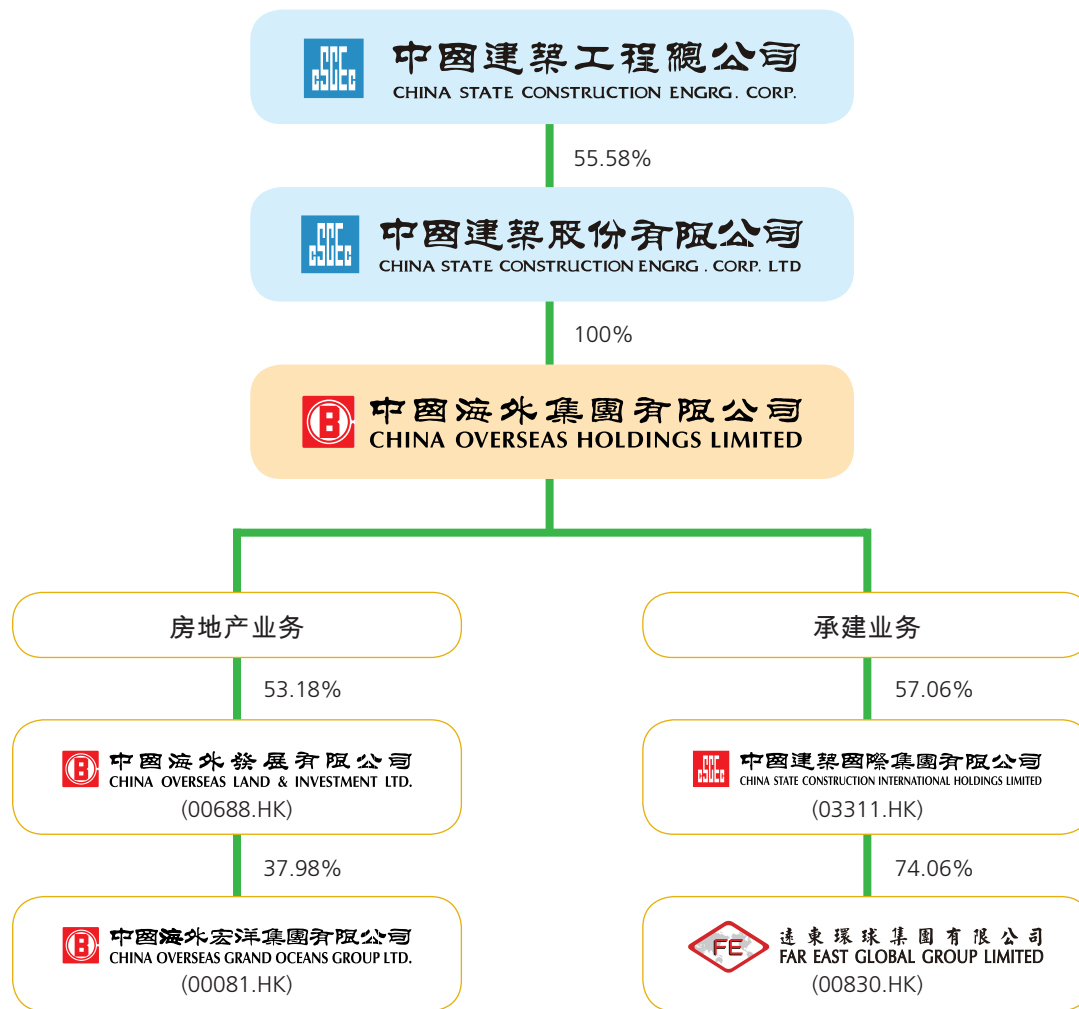 cSCEc
中國建築工程總公司
CHINA STATE CONSTRUCTION ENGRG. CORP.
55.58%
cSCEc
中國建築股份有限公司
CHINA STATE CONSTRUCTION ENGRG . CORP. LTD
100%
中國海外集團有限公司
CHINA OVERSEAS HOLDINGS LIMITED
房地产业务
53.18%
中國海外發展有限公司
CHINA OVERSEAS LAND & INVESTMENT LTD.
(00688.HK)
37.98%
中國海外宏洋集團有限公司
CHINA OVERSEAS GRAND OCEANS GROUP LTD.
(00081.HK)
承建业务
57.06%
cSCEc
中國建築國際集團有限公司
CHINA STATE CONSTRUCTION INTERNATIONAL HOLDINGS LIMITED
(03311.HK)
74.06%
FE
遠東環球集團有限公司
FAR EAST GLOBAL GROUP LIMITED
(00830.HK)